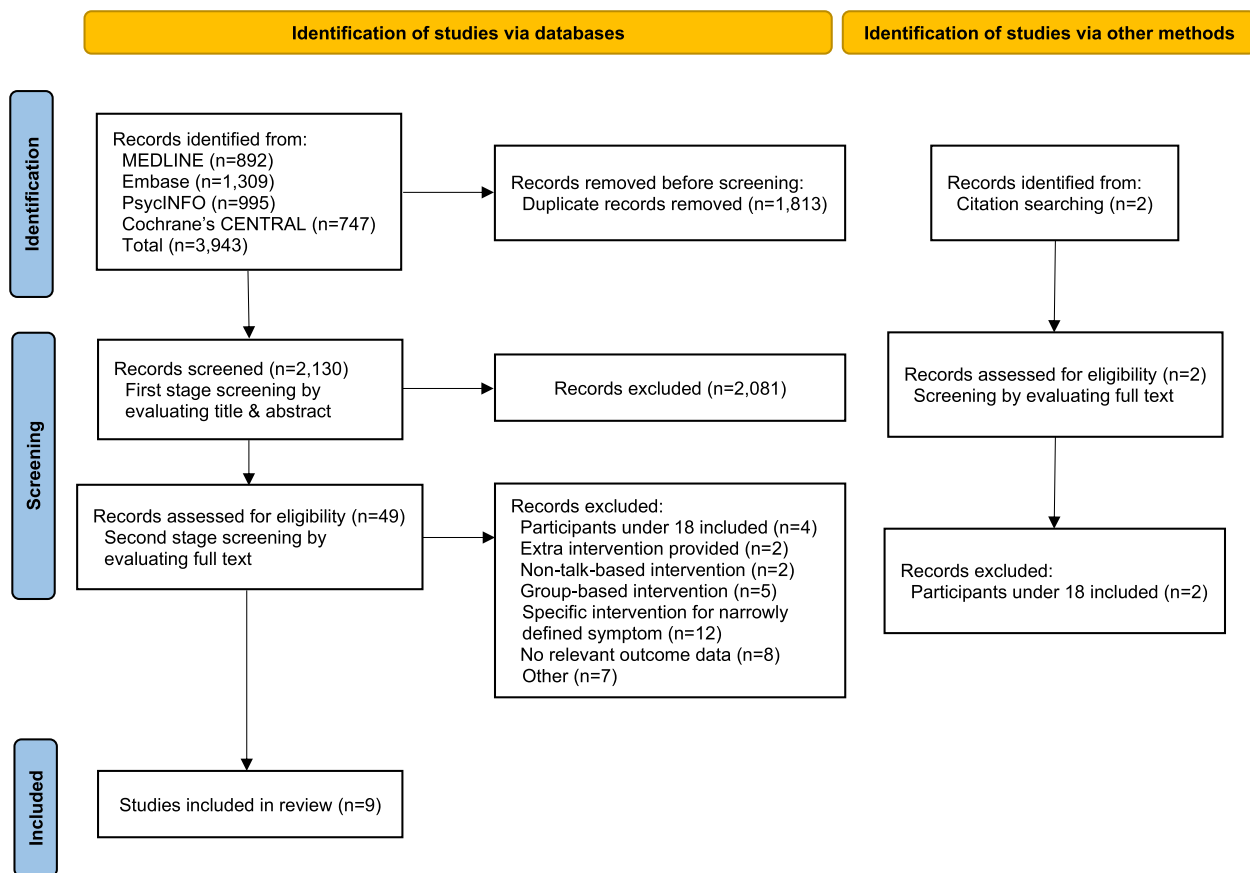 Identification of studies via databases
Identification of studies via other methods
Identification
Records identified from:
MEDLINE (n=892)
Embase (n=1,309)
PsycINFO (n=995)
Cochrane’s CENTRAL (n=747)
Total (n=3,943)
Records removed before screening:
Duplicate records removed (n=1,813)
Records identified from:
Citation searching (n=2)
Screening
Records screened (n=2,130)
First stage screening by
evaluating title & abstract
Records excluded (n=2,081)
Records assessed for eligibility (n=2)
Screening by evaluating full text
Records assessed for eligibility (n=49)
Second stage screening by
evaluating full text
Records excluded:
Participants under 18 included (n=4)
Extra intervention provided (n=2)
Non-talk-based intervention (n=2)
Group-based intervention (n=5)
Specific intervention for narrowly
defined symptom (n=12)
No relevant outcome data (n=8)
Other (n=7)
Records excluded:
Participants under 18 included (n=2)
Included
Studies included in review (n=9)